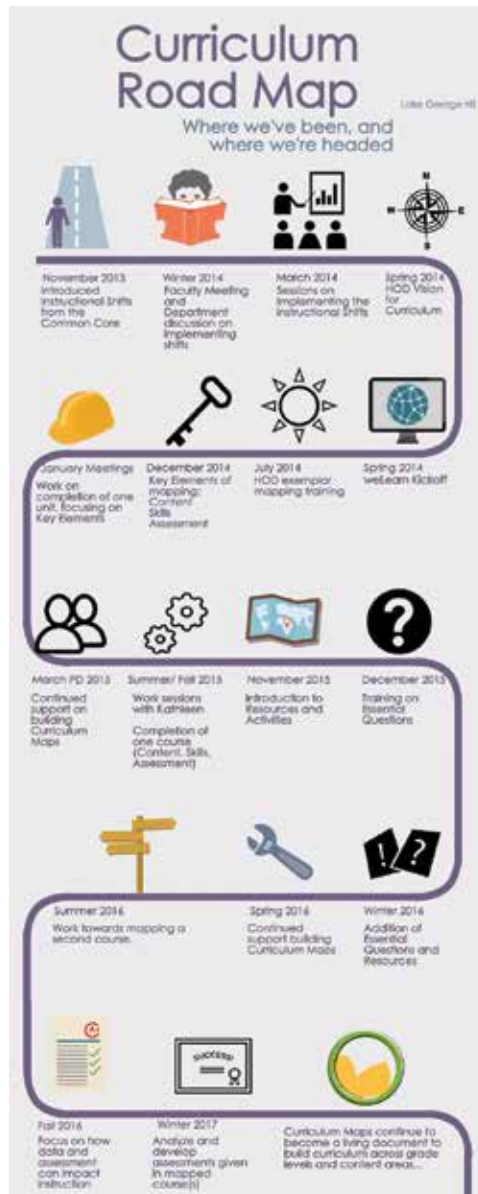 Curriculum
Road Map
Lake George HS
Where we've been, and
where we're headed
N
W
E
S
November 2013
Introduced
Instructional Shifts
from the
Common Core
Winter 2014
Faculty Meeting
and
Department
discussion on
implementing
shifts
March 2014
Sessions on
Implementing the
Instructional Shifts
Spring 2014
HOD Vision
for
Curriculum
Spring 2014
weLearn Kickoff
July 2014
HOD exemplar
mapping training
December 2014
Key Elements of
mapping:
Content
Skills
Assessment
January Meetings
Work on
completion of one
unit, focusing on
Key Elements
March PD 2015
Continued
support on
building
Curriculum
Maps
Summer/ Fall 2015
Work sessions
with Kathleen
Completion of
one course
(Content, Skills,
Assessment)
November 2015
Introduction to
Resources and
Activities
?
December 2015
Training on
Essential
Questions
!
?
Winter 2016
Addition of
Essential
Questions and
Resources
Spring 2016
Continued
support building
Curriculum Maps
Summer 2016
Work towards mapping a
second course.
A+
Fall 2016
Focus on how
data and
assessment
can impact
instruction
SUCCESS!
Winter 2017
Analyze and
develop
assessments given
in mapped
course(s)
Curriculum Maps continue to
become a living document to
build curriculum across grade
levels and content areas...